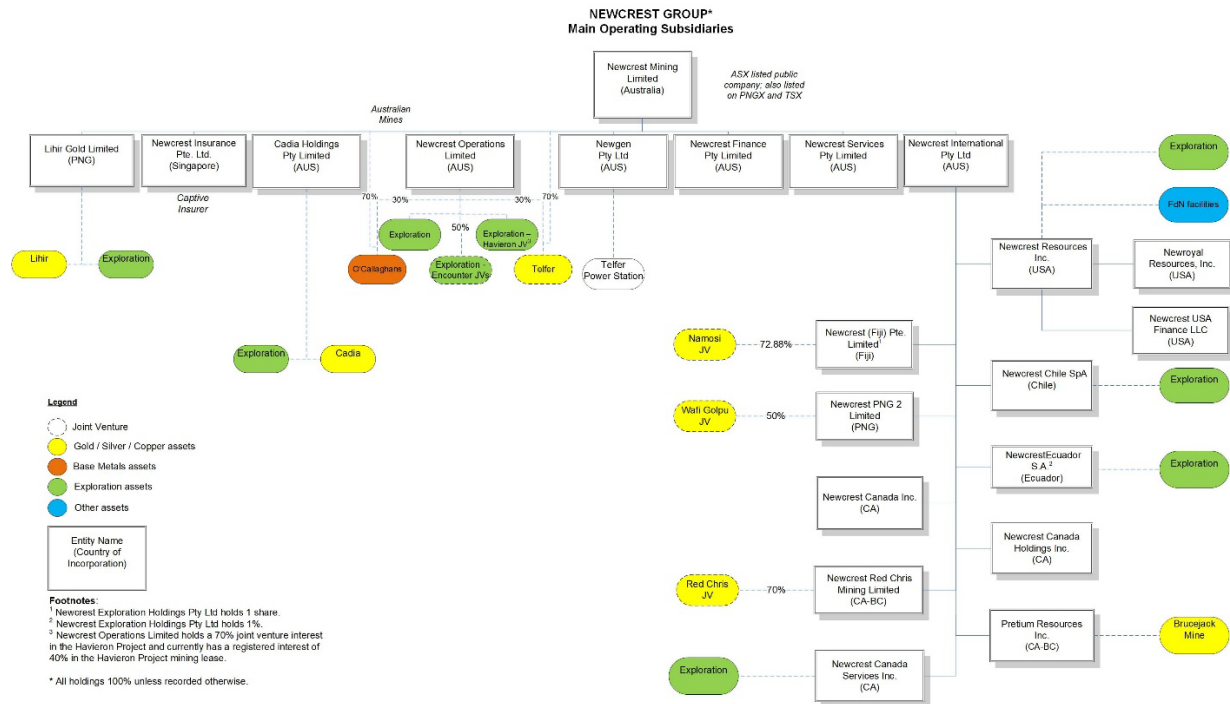 NEWCREST GROUP*
Main Operating Subsidiaries
Newcrest Mining
Limited
(Australia)
ASX listed public
company; also listed
on PNGX and TSX
Australian
Mines
Lihir Gold Limited
(PNG)
Newcrest Insurance
Pte. Ltd.
(Singapore)
Captive
Insurer
Cadia Holdings
Pty Limited
(AUS)
Newcrest Operations
Limited
(AUS)
Newgen
Pty Ltd
(AUS)
Newcrest Finance
Pty Limited
(AUS)
Newcrest Services
Pty Limited
(AUS)
Newcrest International
Pty Ltd
(AUS)
70%
30%
30%
70%
50%
Exploration
Exploration –
Havieron JV3
O'Callaghans
Exploration -
Encounter JVs
Telfer
Telfer
Power Station
Lihir
Exploration
Exploration
Cadia
Exploration
FdN facilities
Newcrest Resources
Inc.
(USA)
Newroyal
Resources, Inc.
(USA)
Newcrest USA
Finance LLC
(USA)
Namosi
JV
72.88%
Newcrest (Fiji) Pte.
Limited1
(Fiji)
Newcrest Chile SpA
(Chile)
Exploration
Wafi Golpu
JV
50%
Newcrest PNG 2
Limited
(PNG)
NewcrestEcuador
S.A.2
(Ecuador)
Exploration
Newcrest Canada Inc.
(CA)
Newcrest Canada
Holdings Inc.
(CA)
Red Chris
JV
70%
Newcrest Red Chris
Mining Limited
(CA-BC)
Pretium Resources
Inc.
(CA-BC)
Brucejack
Mine
Exploration
Newcrest Canada
Services Inc.
(CA)
Legend
Joint Venture
Gold / Silver / Copper assets
Base Metals assets
Exploration assets
Other assets
Entity Name
(Country of
Incorporation)
Footnotes:
1 Newcrest Exploration Holdings Pty Ltd holds 1 share.
2 Newcrest Exploration Holdings Pty Ltd holds 1%.
3 Newcrest Operations Limited holds a 70% joint venture interest
in the Havieron Project and currently has a registered interest of
40% in the Havieron Project mining lease.
* All holdings 100% unless recorded otherwise.